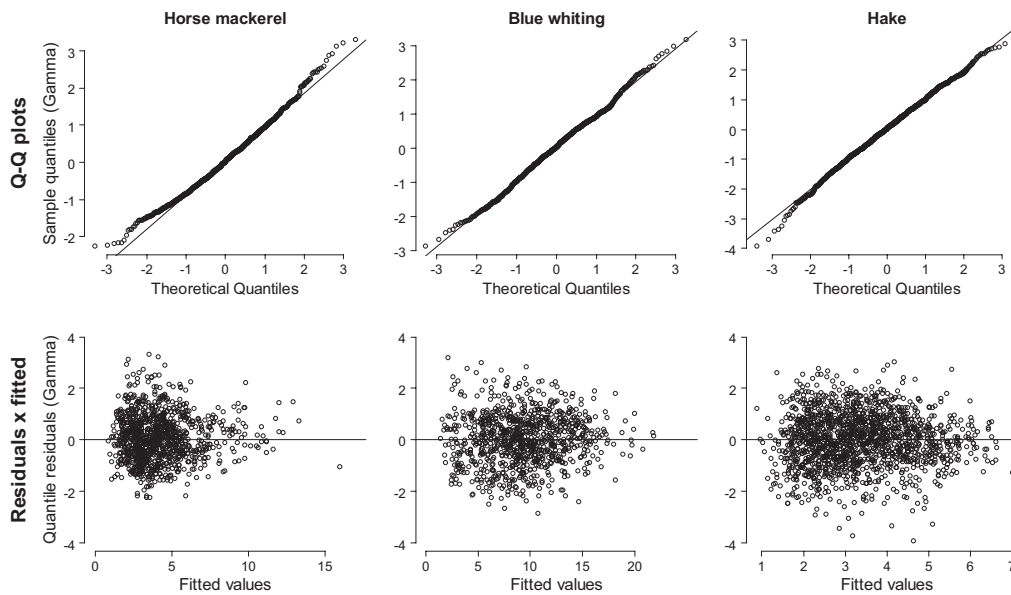 Horse mackerel
Blue whiting
Hake
Q-Q plots
Sample quantiles (Gamma)
3
2
1
0
-1
-2
-3 -2 -1 0 1 2 3
Theoretical Quantiles
3
2
1
0
-1
-2
-3
-3 -2 -1 0 1 2 3
Theoretical Quantiles
3
2
1
0
-1
-2
-3
-4
-3 -2 -1 0 1 2 3
Theoretical Quantiles
Residuals x fitted
Quantile residuals (Gamma)
4
2
0
-2
-4
0 5 10 15
Fitted values
4
2
0
-2
-4
0 5 10 15 20
Fitted values
4
2
0
-2
-4
1 2 3 4 5 6 7
Fitted values